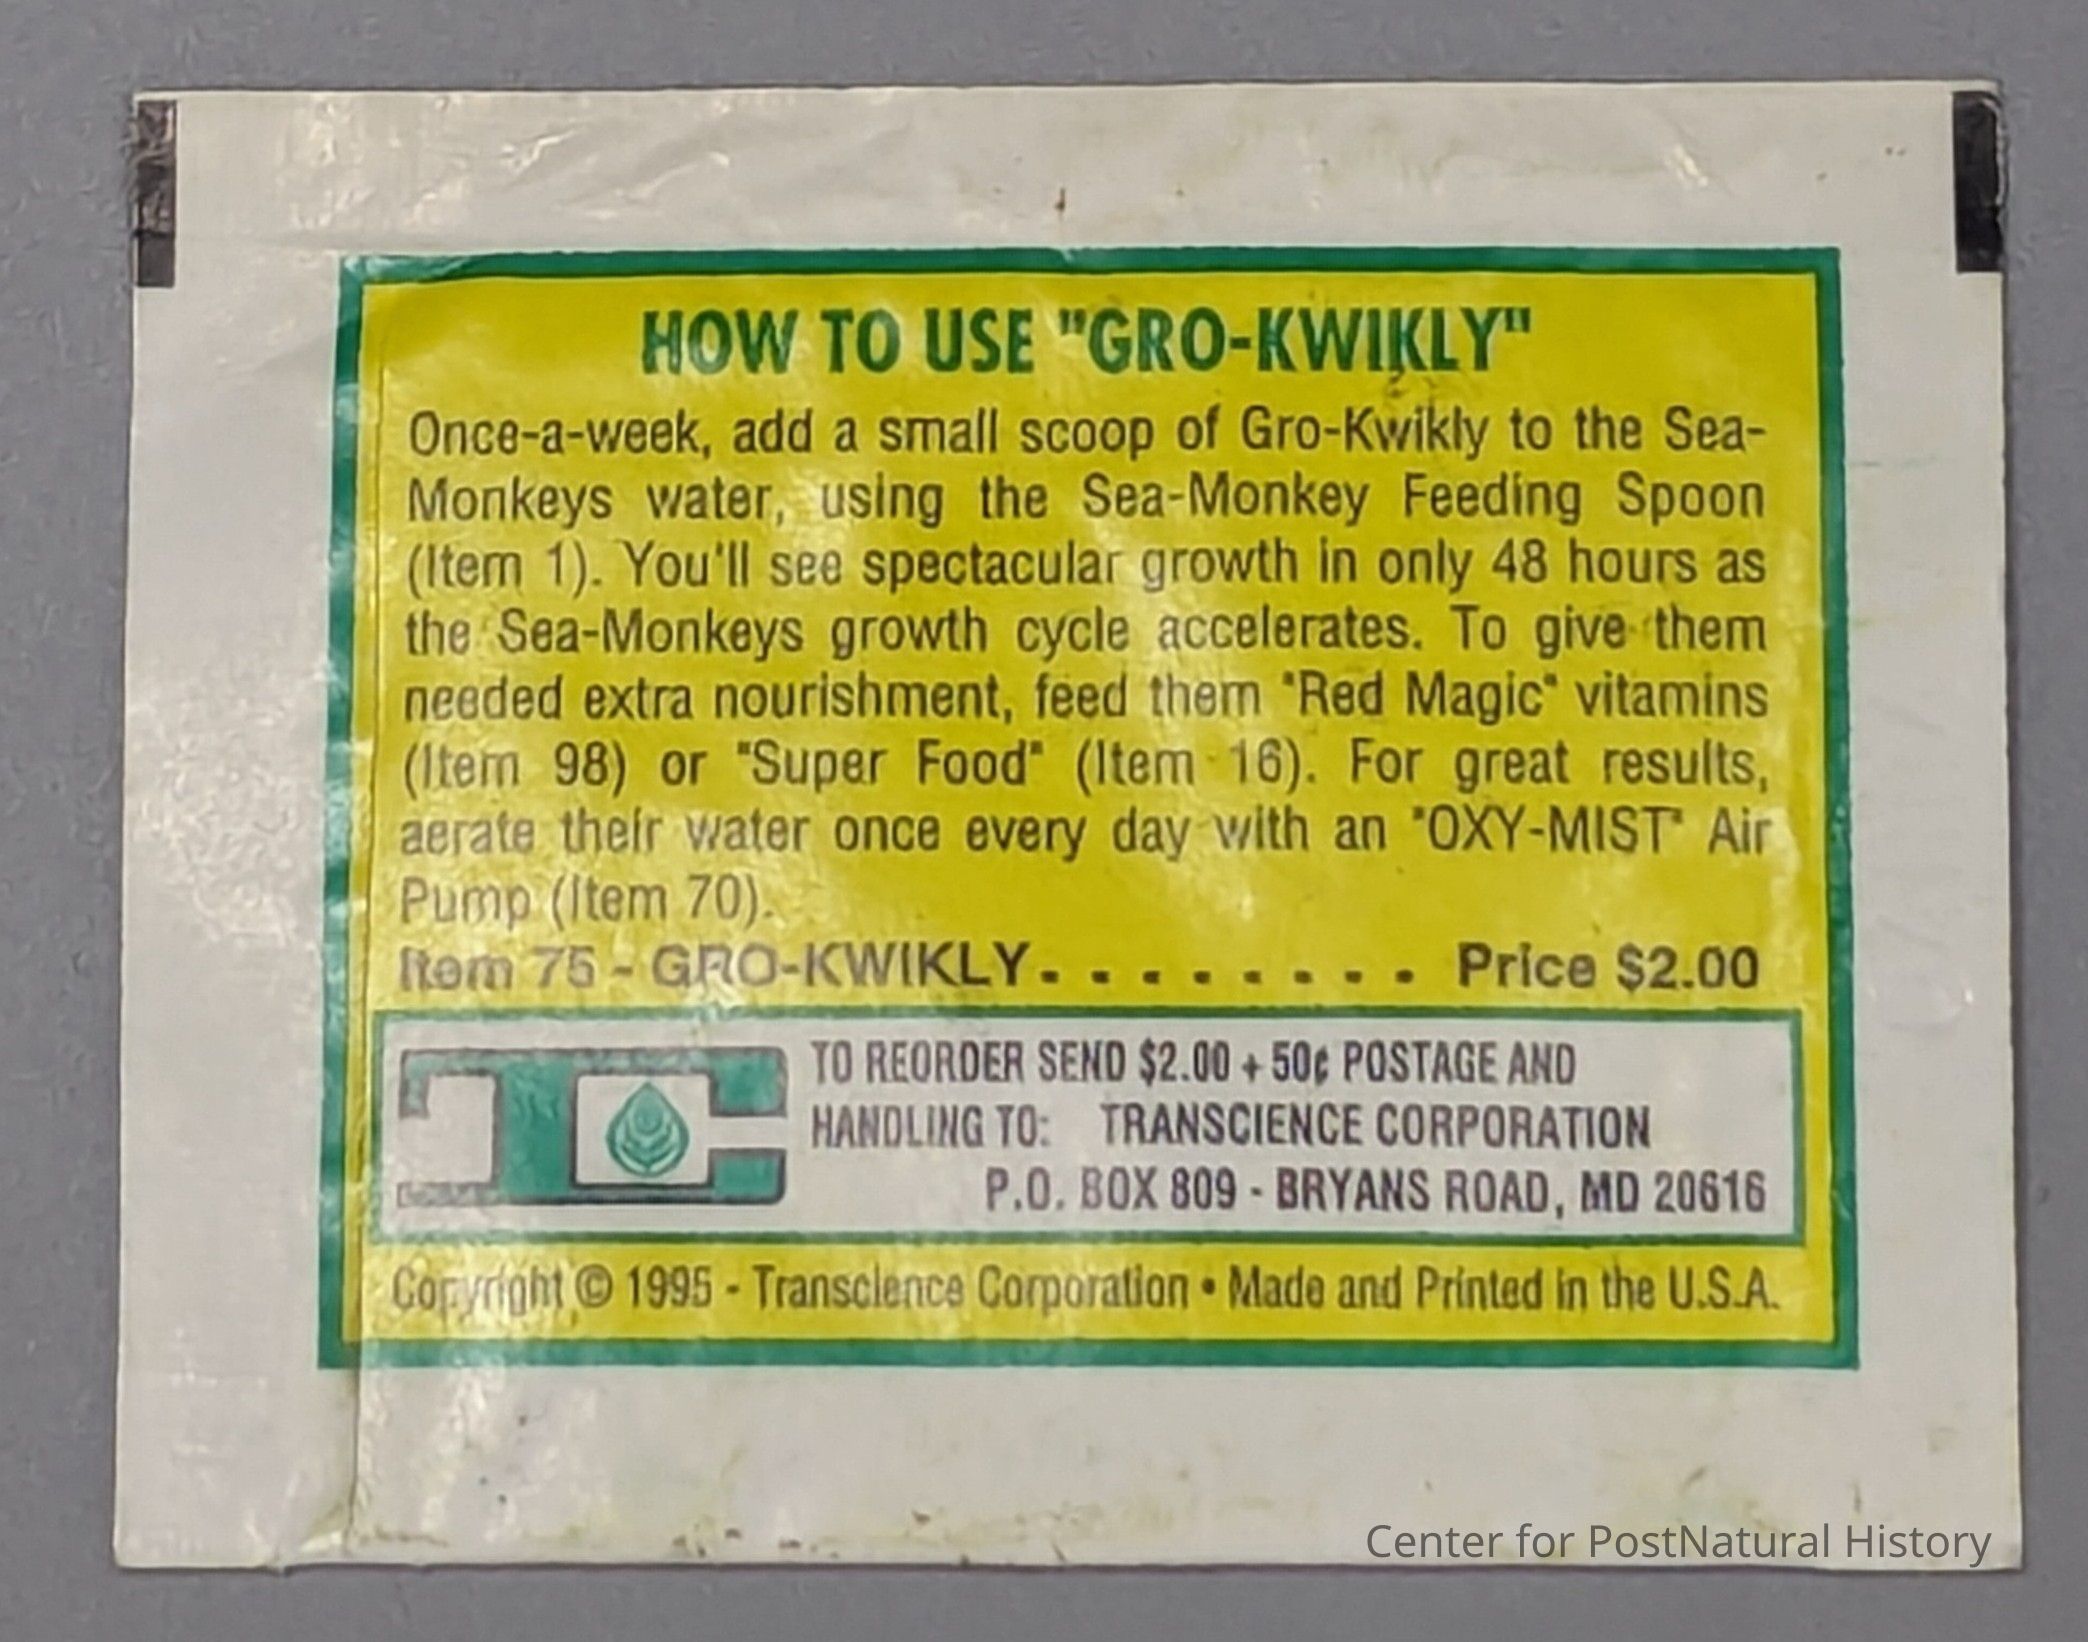 HOW TO USE "GRO-KWIKLY"
Once-a-week, add a small scoop of Gro-Kwikly to the Sea-
Monkeys water, using the Sea-Monkey Feeding Spoon
(Item 1). You'll see spectacular growth in only 48 hours as
the Sea-Monkeys growth cycle accelerates. To give them
needed extra nourishment, feed them "Red Magic" vitamins
(Item 98) or "Super Food" (Item 16). For great results,
aerate their water once every day with an "OXY-MIST" Air
Pump (Item 70).
Item 75 - GRO-KWIKLY. . . . . . . . . Price $2.00
TC
TO REORDER SEND $2.00 + 50¢ POSTAGE AND
HANDLING TO: TRANSCIENCE CORPORATION
P.O. BOX 809 - BRYANS ROAD, MD 20616
Copyright © 1995 - Transcience Corporation • Made and Printed in the U.S.A.
Center for PostNatural History